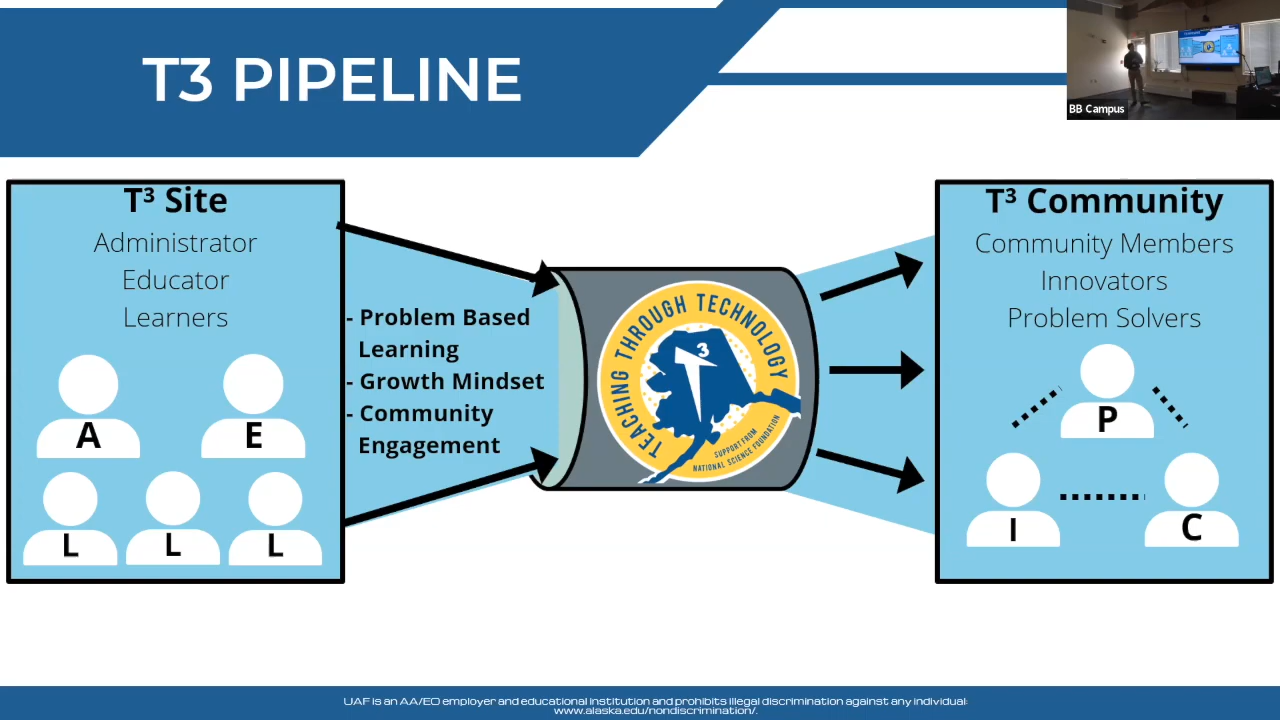 T3 PIPELINE
BB Campus
T³ Site
Administrator
Educator
Learners
A
E
L
L
L
- Problem Based
Learning
- Growth Mindset
- Community
Engagement
TEACHING THROUGH TECHNOLOGY
T3
SUPPORT FROM
NATIONAL SCIENCE FOUNDATION
T³ Community
Community Members
Innovators
Problem Solvers
P
I
C
UAF is an AA/EO employer and educational institution and prohibits illegal discrimination against any individual:
www.alaska.edu/nondiscrimination/.